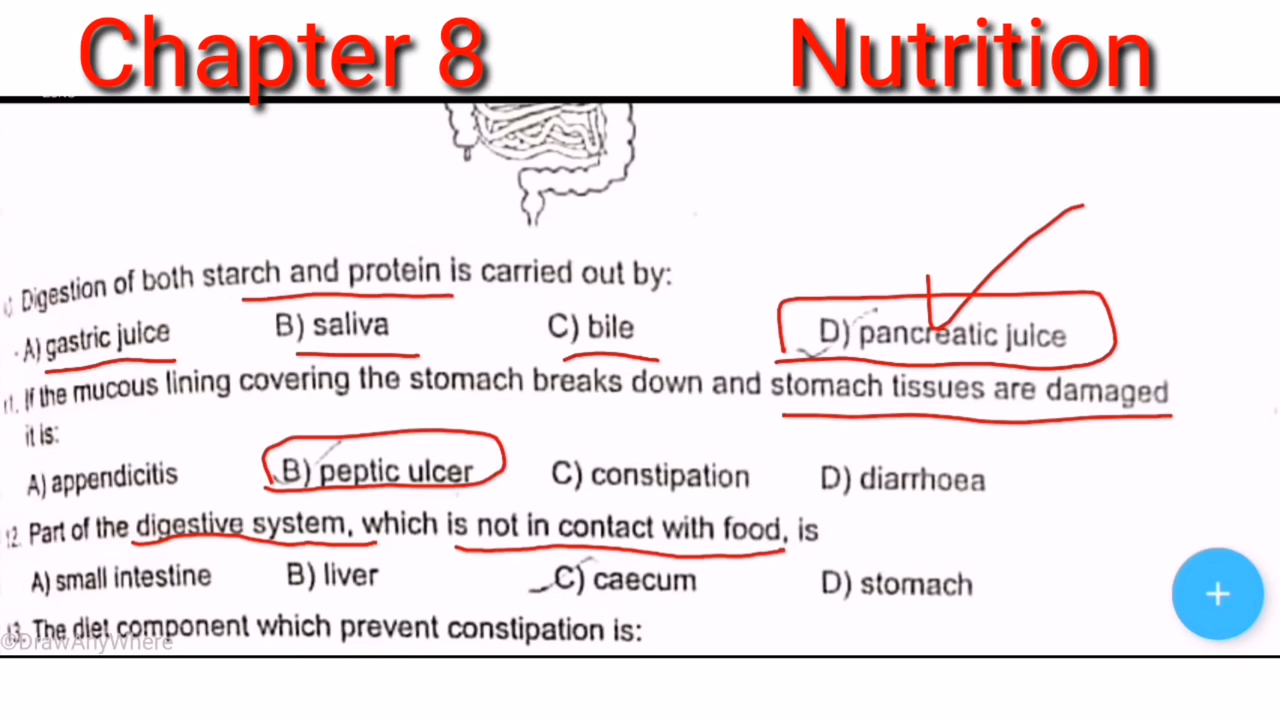 Chapter 8 Nutrition
Digestion of both starch and protein is carried out by:
A) gastric juice B) saliva C) bile D) pancreatic juice
11. If the mucous lining covering the stomach breaks down and stomach tissues are damaged
it is:
A) appendicitis B) peptic ulcer C) constipation D) diarrhoea
12. Part of the digestive system, which is not in contact with food, is
A) small intestine B) liver C) caecum D) stomach
13. The diet component which prevent constipation is:
©DrawAnyWhere
+